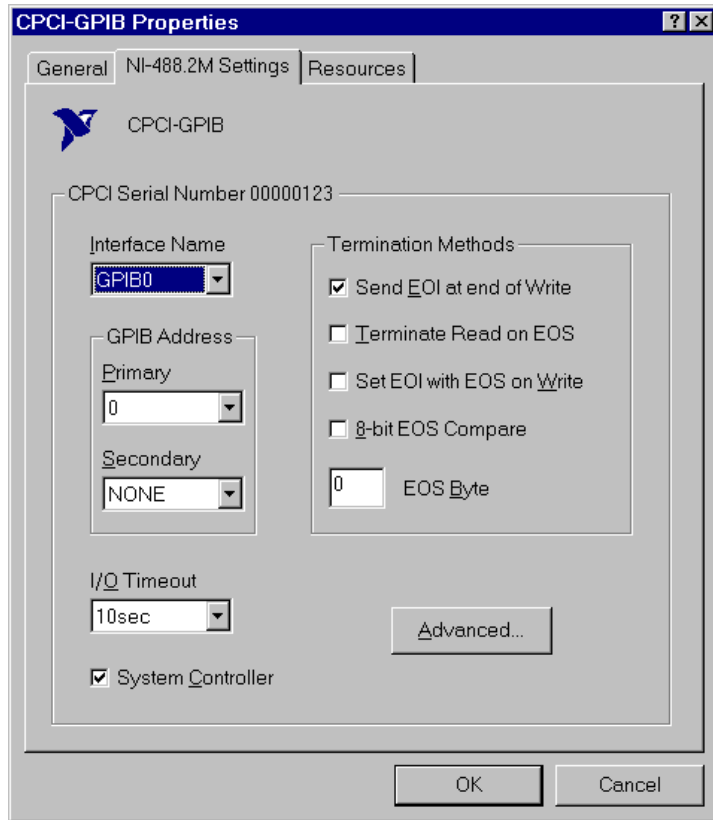 CPCI-GPIB Properties
General
NI-488.2M Settings
Resources
CPCI-GPIB
CPCI Serial Number 00000123
Interface Name
GPIB0
GPIB Address
Primary
0
Secondary
NONE
I/O Timeout
10sec
System Controller
Termination Methods
Send EOI at end of Write
Terminate Read on EOS
Set EOI with EOS on Write
8-bit EOS Compare
0 EOS Byte
Advanced...
OK
Cancel